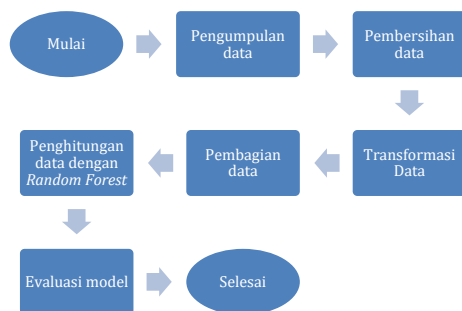 Mulai
Pengumpulan
data
Pembersihan
data
Transformasi
Data
Pembagian
data
Penghitungan
data dengan
Random Forest
Evaluasi model
Selesai